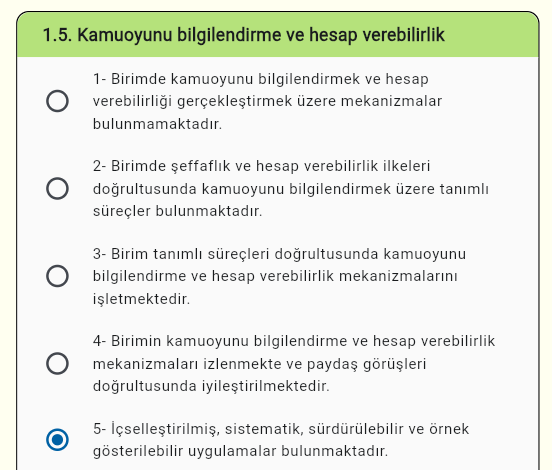 1.5. Kamuoyunu bilgilendirme ve hesap verebilirlik
1- Birimde kamuoyunu bilgilendirmek ve hesap
verebilirliği gerçekleştirmek üzere mekanizmalar
bulunmamaktadır.
2- Birimde şeffaflık ve hesap verebilirlik ilkeleri
doğrultusunda kamuoyunu bilgilendirmek üzere tanımlı
süreçler bulunmaktadır.
3- Birim tanımlı süreçleri doğrultusunda kamuoyunu
bilgilendirme ve hesap verebilirlik mekanizmalarını
işletmektedir.
4- Birimin kamuoyunu bilgilendirme ve hesap verebilirlik
mekanizmaları izlenmekte ve paydaş görüşleri
doğrultusunda iyileştirilmektedir.
5- İçselleştirilmiş, sistematik, sürdürülebilir ve örnek
gösterilebilir uygulamalar bulunmaktadır.